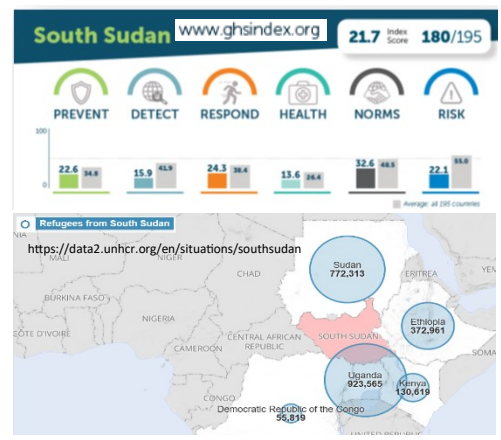 South Sudan www.ghsindex.org 21.7 Index Score 180/195
PREVENT DETECT RESPOND HEALTH NORMS RISK
100
22.6 34.8 15.9 41.9 24.3 38.4 13.6 26.4 32.6 48.5 22.1 55.0
0
Average: all 195 countries
Refugees from South Sudan
https://data2.unhcr.org/en/situations/southsudan
MALI NIGER
CHAD
Sudan
772,313
ERITREA
BURKINA FASO
NIGERIA
Ethiopia
372,961
CÔTE D'IVOIRE
CENTRAL AFRICAN
REPUBLIC
SOUTH SUDAN
CAMEROON
SOMA
Uganda
923,565
Kenya
130,619
CONGO
Democratic Republic of the Congo
55,819
UNITED REPUBLIC